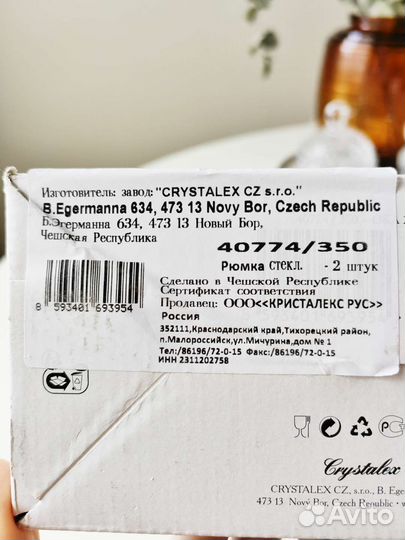 Изготовитель: завод:"CRYSTALEX CZ s.r.o."
B.Egermanna 634, 473 13 Novy Bor, Czech Republic
Б.Эгерманна 634, 473 13 Новый Бор,
Чешская Республика
40774/350
Рюмка стекл. - 2 штук
Сделано в Чешской Республике
Сертификат соответствия
Продавец: ООО<<КРИСТАЛЕКС РУС>>
Россия
352111,Краснодарский край,Тихорецкий район,
п.Малороссийский,ул.Мичурина,дом № 1
Тел:/86196/72-0-15 Факс:/86196/72-0-15
ИНН 2311202758
8 593401 693954
Crystalex
CRYSTALEX CZ, s.r.o., B. Eger
473 13 Nový Bor, Czech Republic • w
Avito